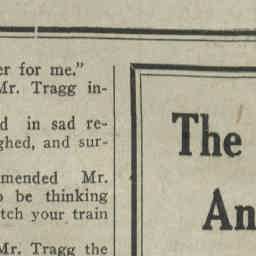 er for me."
Mr. Tragg in-
d in sad re-
ghed, and sur-
mended Mr.
o be thinking
tch your train
Mr. Tragg the
The
An